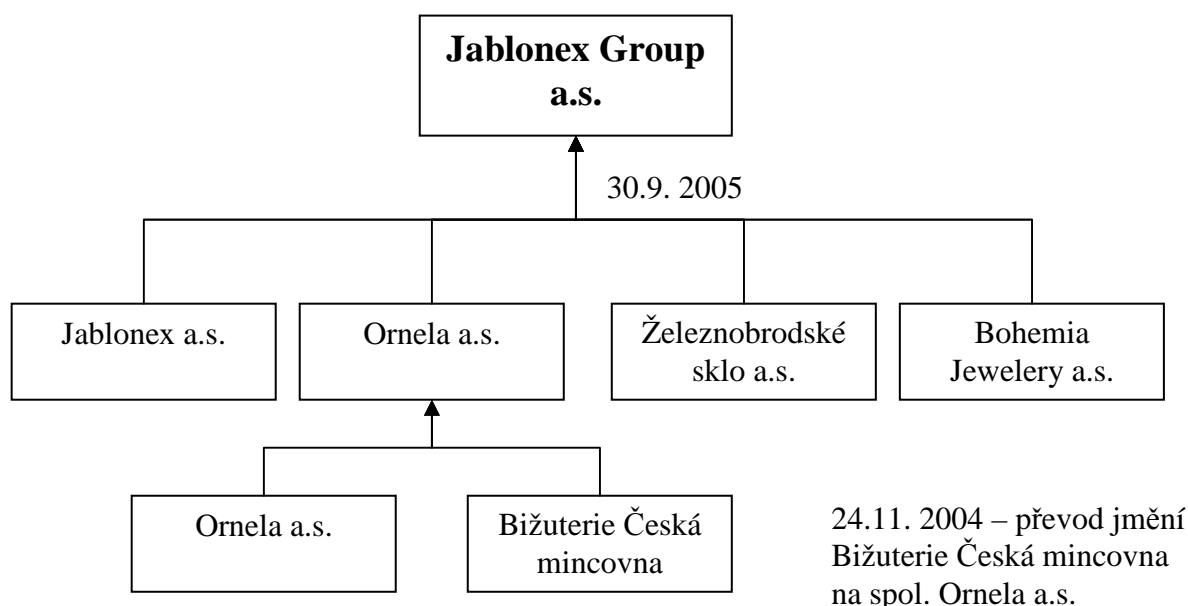 Jablonex Group
a.s.
30.9. 2005
Jablonex a.s.
Ornela a.s.
Železnobrodské
sklo a.s.
Bohemia
Jewelery a.s.
Ornela a.s.
Bižuterie Česká
mincovna
24.11. 2004 – převod jmění
Bižuterie Česká mincovna
na spol. Ornela a.s.